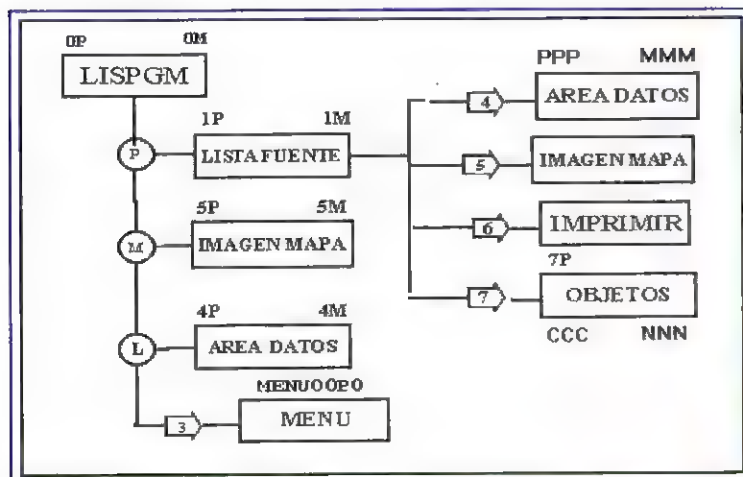 0P 0M
LISPGM
P
1P 1M
LISTA FUENTE
M
5P 5M
IMAGEN MAPA
L
4P 4M
AREA DATOS
3
MENU00P0
MENU
PPP MMM
4
AREA DATOS
5
IMAGEN MAPA
6
IMPRIMIR
7P
7
OBJETOS
CCC NNN